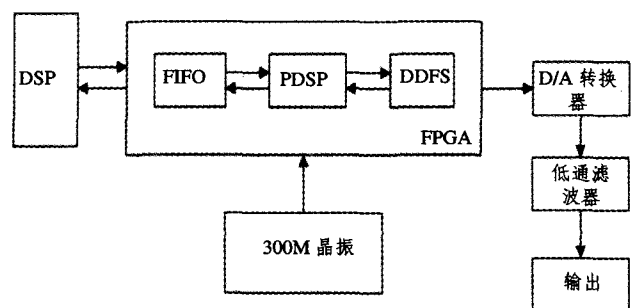 DSP
FIFO
PDSP
DDFS
FPGA
300M 晶振
D/A 转换
器
低通滤
波器
输出